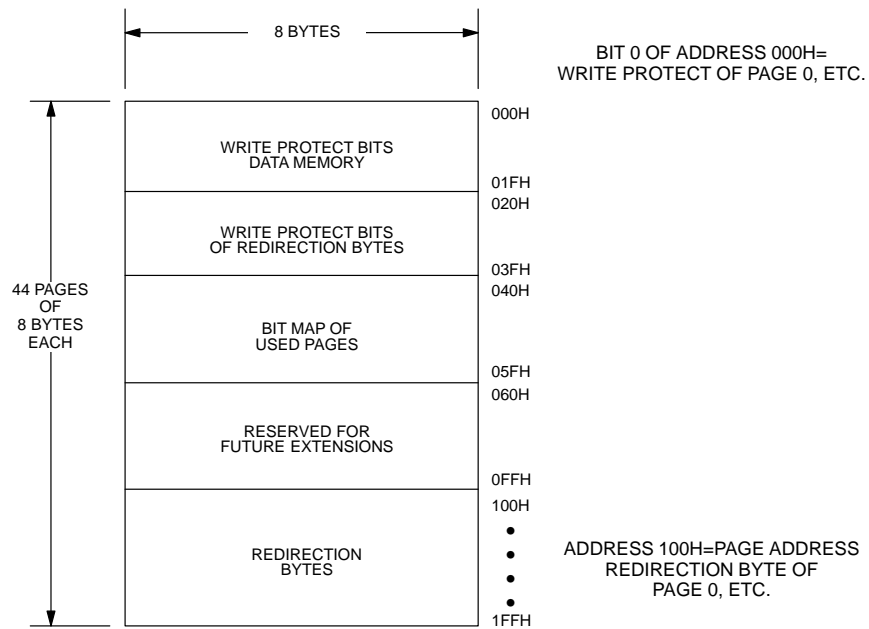 8 BYTES
BIT 0 OF ADDRESS 000H=
WRITE PROTECT OF PAGE 0, ETC.
000H
WRITE PROTECT BITS
DATA MEMORY
01FH
020H
WRITE PROTECT BITS
OF REDIRECTION BYTES
03FH
040H
44 PAGES
OF
8 BYTES
EACH
BIT MAP OF
USED PAGES
05FH
060H
RESERVED FOR
FUTURE EXTENSIONS
0FFH
100H
REDIRECTION
BYTES
ADDRESS 100H=PAGE ADDRESS
REDIRECTION BYTE OF
PAGE 0, ETC.
1FFH